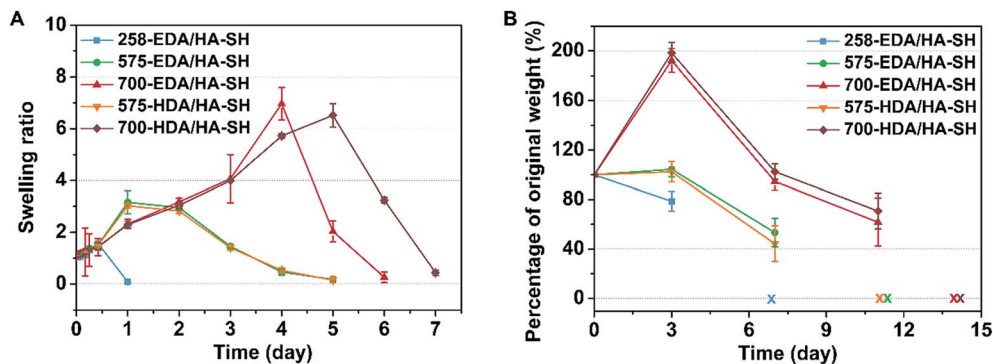 A
Swelling ratio
10
8
6
4
2
0
258-EDA/HA-SH
575-EDA/HA-SH
700-EDA/HA-SH
575-HDA/HA-SH
700-HDA/HA-SH
0 1 2 3 4 5 6 7
Time (day)
B
Percentage of original weight (%)
200
160
120
80
40
0
258-EDA/HA-SH
575-EDA/HA-SH
700-EDA/HA-SH
575-HDA/HA-SH
700-HDA/HA-SH
x x x x x
0 3 6 9 12 15
Time (day)